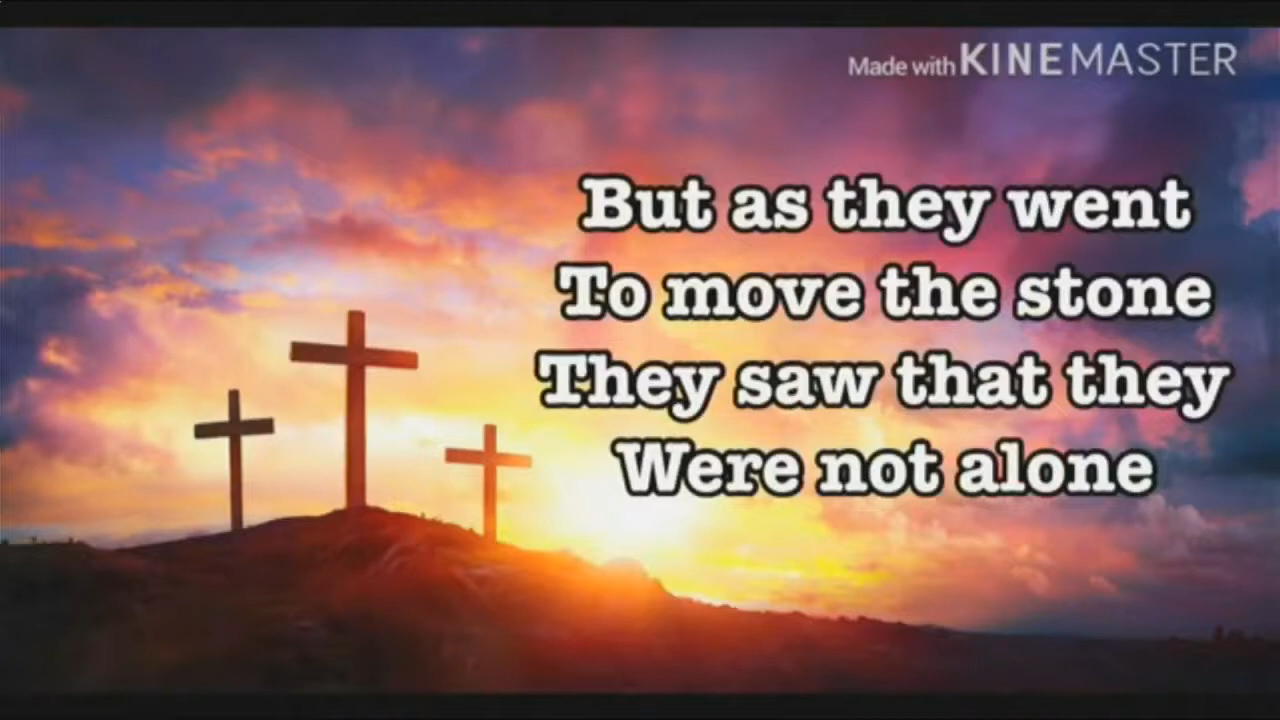 Made with KINEMASTER
But as they went
To move the stone
They saw that they
Were not alone